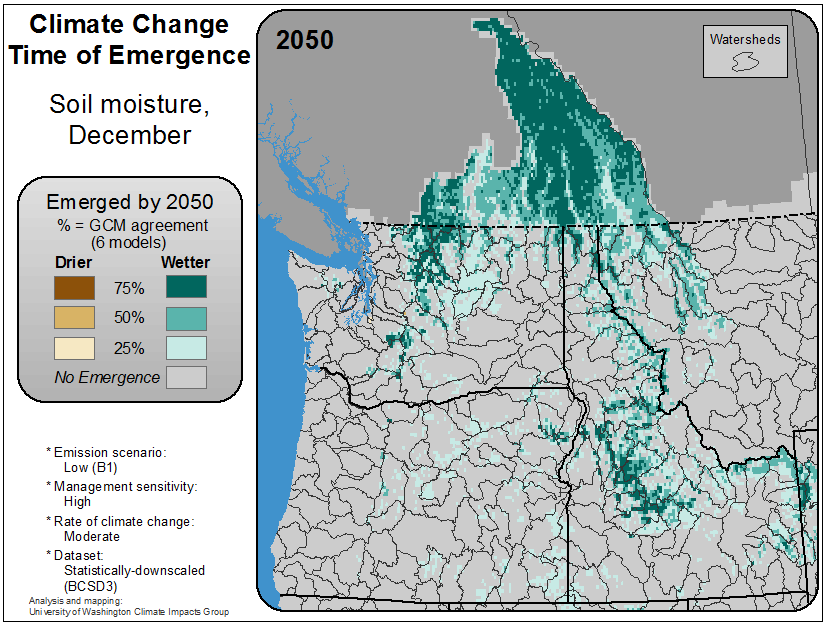 Climate Change
Time of Emergence
Soil moisture,
December
Emerged by 2050
% = GCM agreement
(6 models)
Drier Wetter
75%
50%
25%
No Emergence
* Emission scenario:
Low (B1)
* Management sensitivity:
High
* Rate of climate change:
Moderate
* Dataset:
Statistically-downscaled
(BCSD3)
Analysis and mapping:
University of Washington Climate Impacts Group
2050
Watersheds